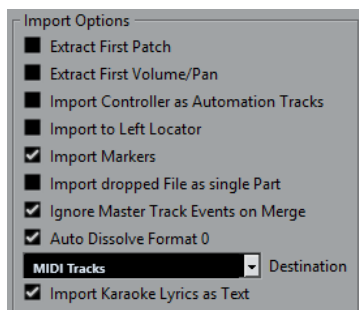 Import Options
Extract First Patch
Extract First Volume/Pan
Import Controller as Automation Tracks
Import to Left Locator
Import Markers
Import dropped File as single Part
Ignore Master Track Events on Merge
Auto Dissolve Format 0
MIDI Tracks Destination
Import Karaoke Lyrics as Text